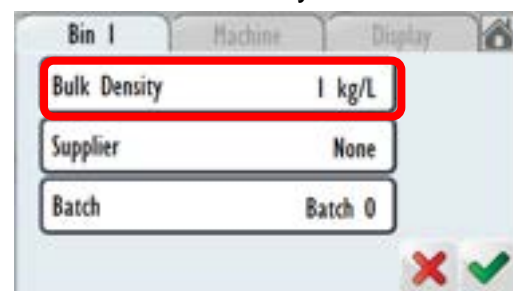 Bin 1 Machine Display
Bulk Density 1 kg/L
Supplier None
Batch Batch 0